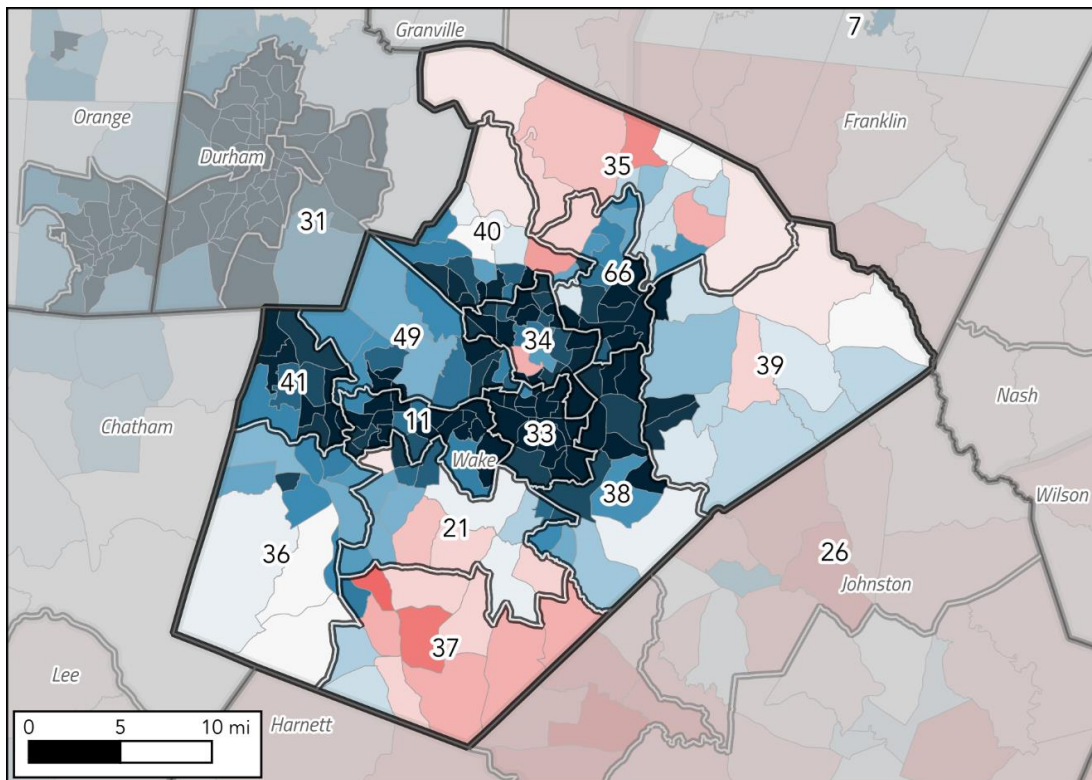 Granville
7
Orange
Franklin
Durham
35
31
40
66
49
34
39
41
Nash
11
33
Chatham
Wake
38
Wilson
21
36
26
Johnston
37
Lee
0 5 10 mi
Harnett